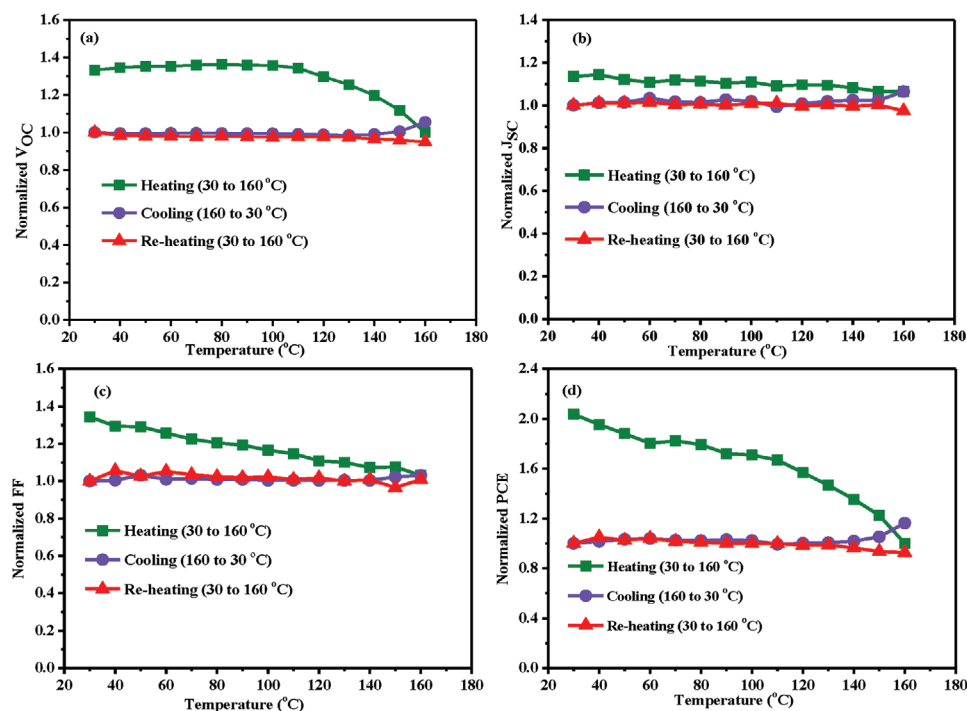 (a)
Normalized V_OC
1.6
1.4
1.2
1.0
0.8
0.6
0.4
0.2
0.0
Heating (30 to 160 °C)
Cooling (160 to 30 °C)
Re-heating (30 to 160 °C)
20 40 60 80 100 120 140 160 180
Temperature (°C)
(b)
Normalized J_SC
1.4
1.2
1.0
0.8
0.6
0.4
0.2
0.0
Heating (30 to 160 °C)
Cooling (160 to 30 °C)
Re-heating (30 to 160 °C)
20 40 60 80 100 120 140 160 180
Temperature (°C)
(c)
Normalized FF
1.6
1.4
1.2
1.0
0.8
0.6
0.4
0.2
0.0
Heating (30 to 160 °C)
Cooling (160 to 30 °C)
Re-heating (30 to 160 °C)
20 40 60 80 100 120 140 160 180
Temperature (°C)
(d)
Normalized PCE
2.4
2.0
1.6
1.2
0.8
0.4
0.0
Heating (30 to 160 °C)
Cooling (160 to 30 °C)
Re-heating (30 to 160 °C)
20 40 60 80 100 120 140 160 180
Temperature (°C)